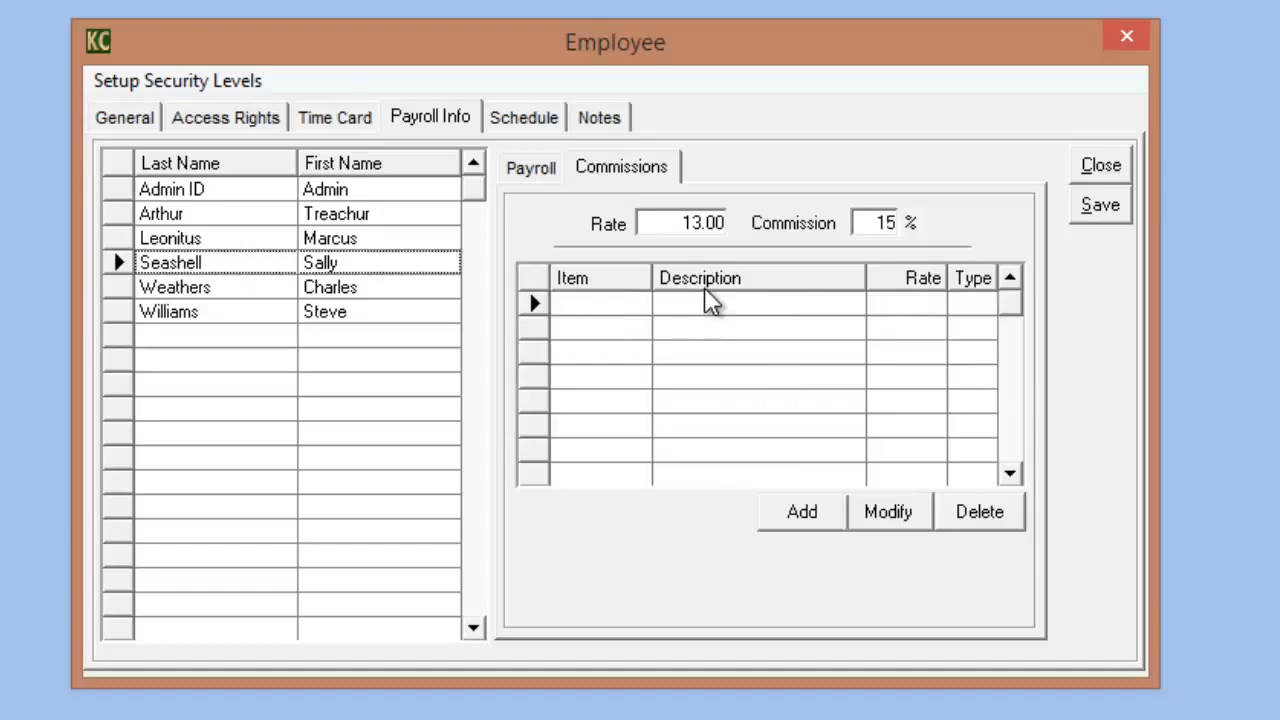 KC
Employee
Setup Security Levels
General Access Rights Time Card Payroll Info Schedule Notes
Last Name First Name
Admin ID Admin
Arthur Treachur
Leonitus Marcus
Seashell Sally
Weathers Charles
Williams Steve
Payroll Commissions
Rate 13.00 Commission 15 %
Item Description Rate Type
Add Modify Delete
Close
Save